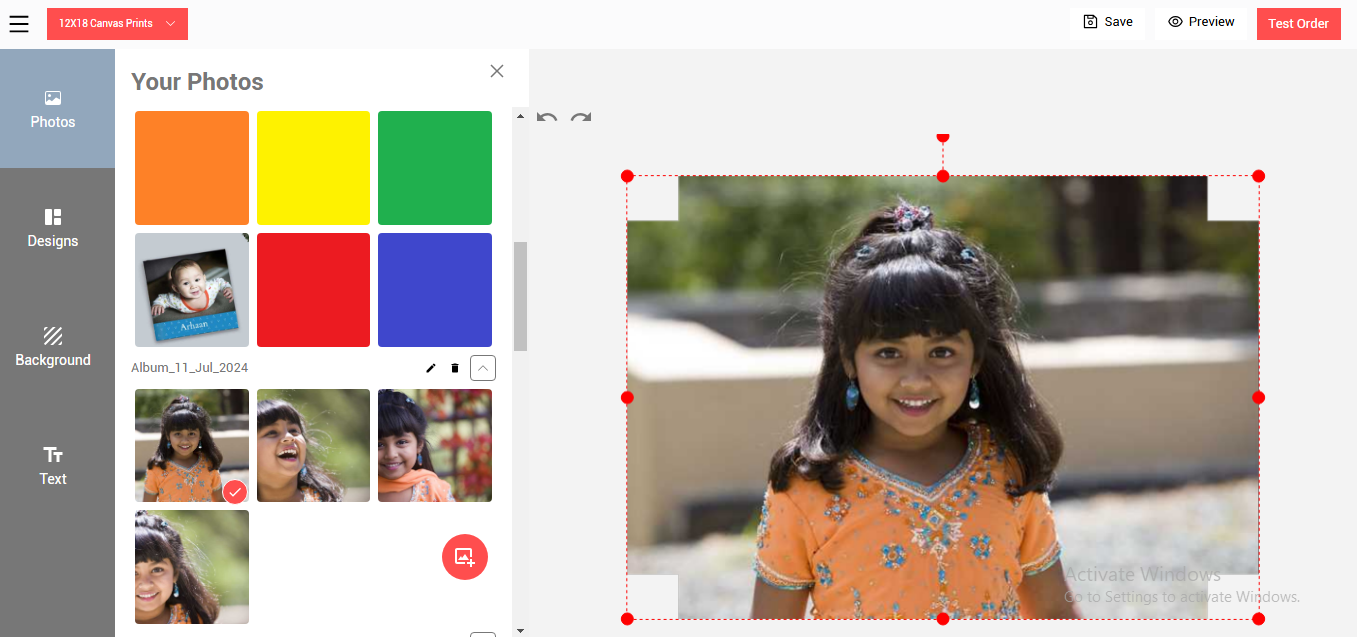 12X18 Canvas Prints
Save
Preview
Test Order
Photos
Designs
Background
Text
Your Photos
Arhaan
Album_11_Jul_2024
Activate Windows
Go to Settings to activate Windows.